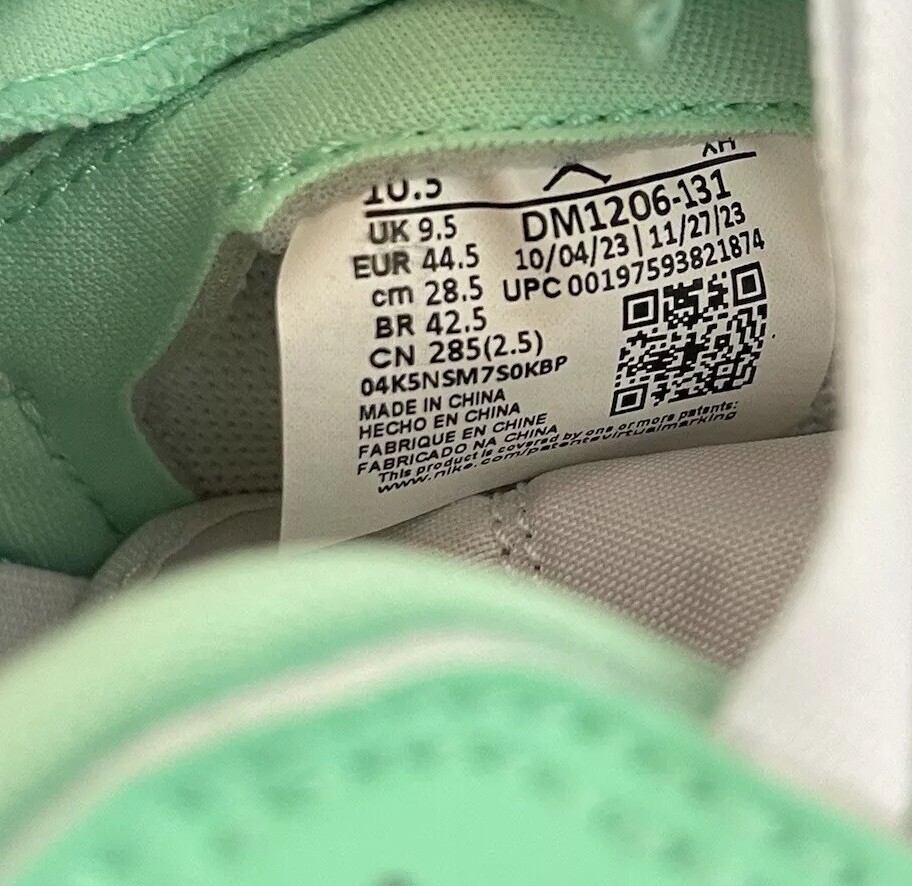 10.5 XH
UK 9.5 DM1206-131
EUR 44.5 10/04/23 | 11/27/23
cm 28.5 UPC 00197593821874
BR 42.5
CN 285(2.5)
04K5NSM7S0KBP
MADE IN CHINA
HECHO EN CHINA
FABRIQUE EN CHINE
FABRICADO NA CHINA
This product is covered by one or more patents:
www.nike.com/patentsvirtualmarking